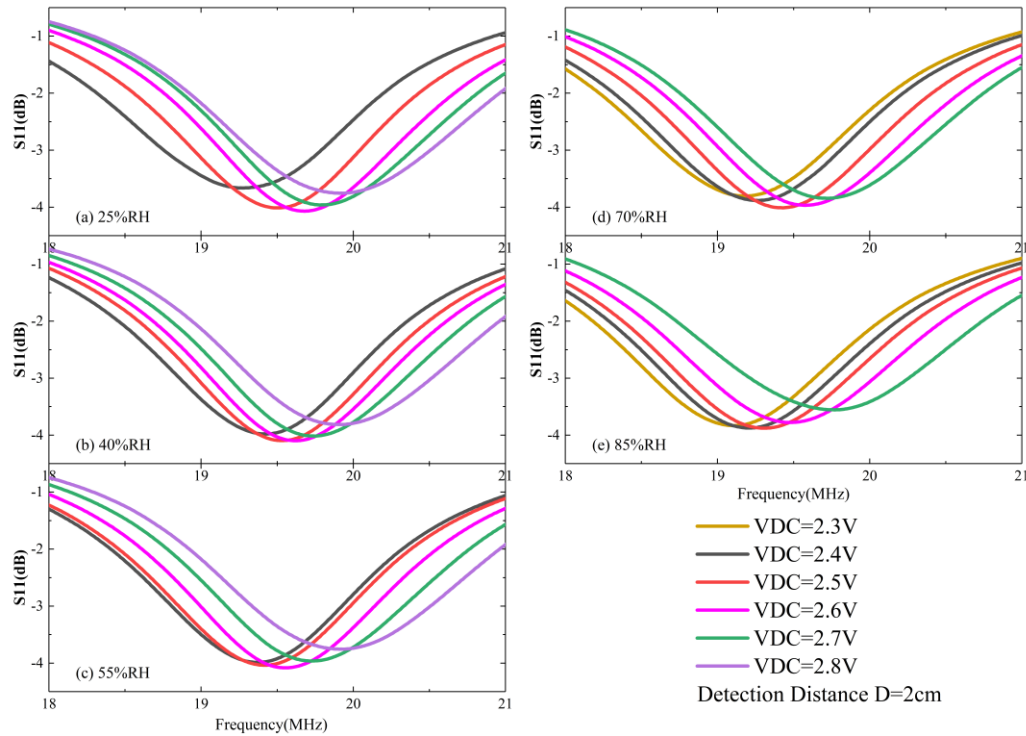 S11(dB)
-1
-2
-3
-4
(a) 25%RH
18
19
20
21
S11(dB)
-1
-2
-3
-4
(b) 40%RH
18
19
20
21
S11(dB)
-1
-2
-3
-4
(c) 55%RH
18
19
20
21
Frequency(MHz)
S11(dB)
-1
-2
-3
-4
(d) 70%RH
18
19
20
21
S11(dB)
-1
-2
-3
-4
(e) 85%RH
18
19
20
21
Frequency(MHz)
VDC=2.3V
VDC=2.4V
VDC=2.5V
VDC=2.6V
VDC=2.7V
VDC=2.8V
Detection Distance D=2cm